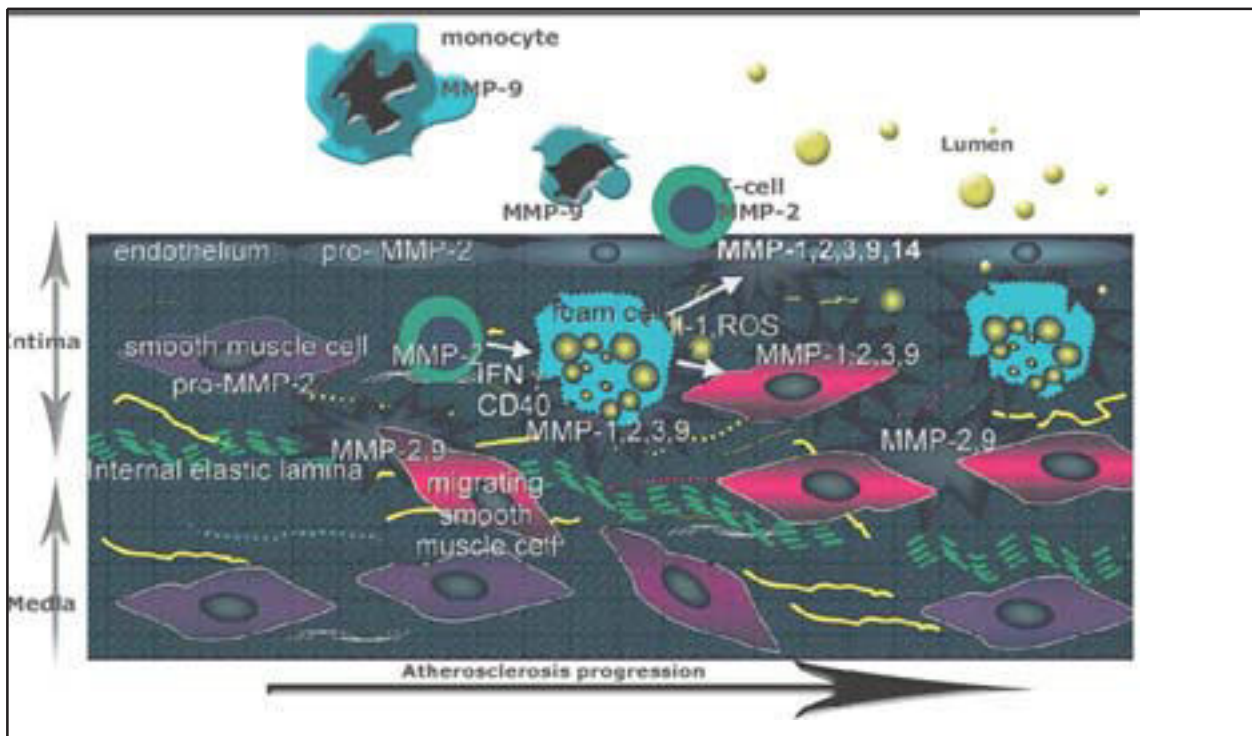 monocyte
MMP-9
Lumen
T-cell
MMP-9
MMP-2
endothelium
pro- MMP-2
MMP-1,2,3,9,14
Intima
foam cell
Il-1,ROS
smooth muscle cell
MMP-2
MMP-1,2,3,9
pro-MMP-2
IFN
CD40
MMP-1,2,3,9
MMP-2,9
MMP-2,9
Internal elastic lamina
migrating
smooth
muscle cell
Media
Atherosclerosis progression